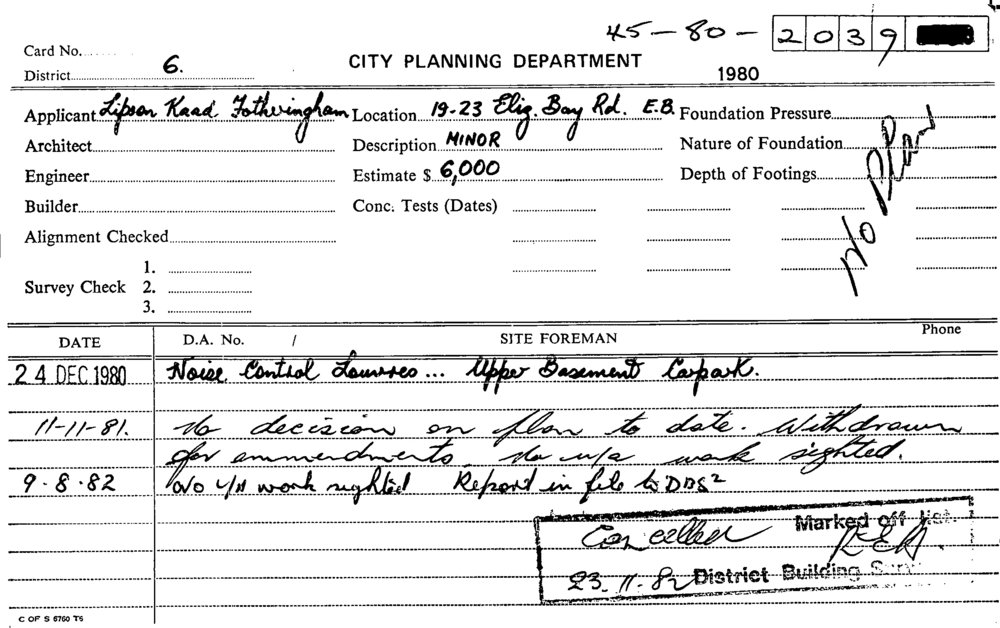 45-80- 2039
Card No.
District 6.
CITY PLANNING DEPARTMENT
1980
Applicant Lipson Kaad Fotheringham Location 19-23 Eliz. Bay Rd. E.B. Foundation Pressure
Architect Description MINOR Nature of Foundation
Engineer Estimate $ 6,000 Depth of Footings
No Plan
Builder Conc. Tests (Dates)
Alignment Checked
1.
Survey Check 2.
3.
DATE D.A. No. / SITE FOREMAN Phone
24 DEC 1980 Noise Control Louvres... Upper Basement Carpark.
11-11-81. No decision on plan to date. Withdrawn
for ammendments. No u/a work sighted.
9.8.82 No u/a work sighted Report in file to DBS2
Marked off list.
Cancelled
23.11.82 District Building
C OF S 6760 T6